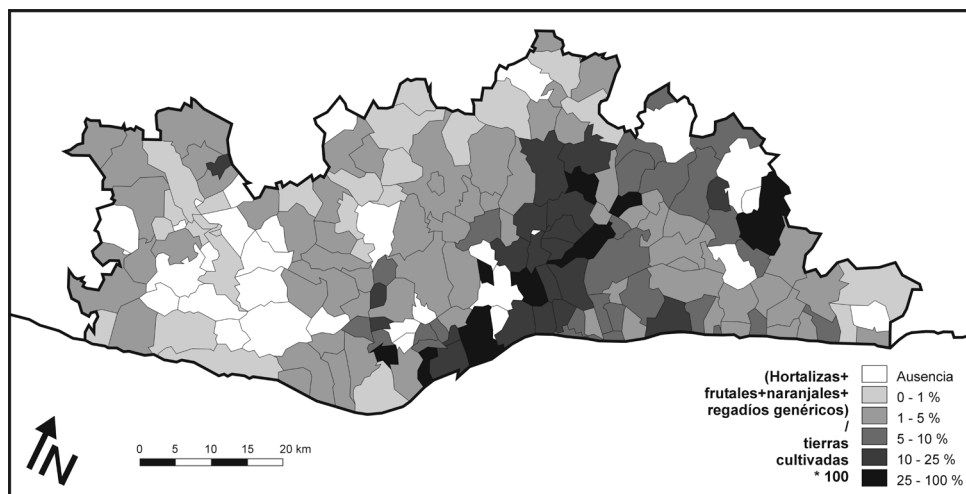 (Hortalizas+
frutales+naranjales+
regadíos genéricos)
/
tierras
cultivadas
* 100
Ausencia
0 - 1 %
1 - 5 %
5 - 10 %
10 - 25 %
25 - 100 %
N
0 5 10 15 20 km